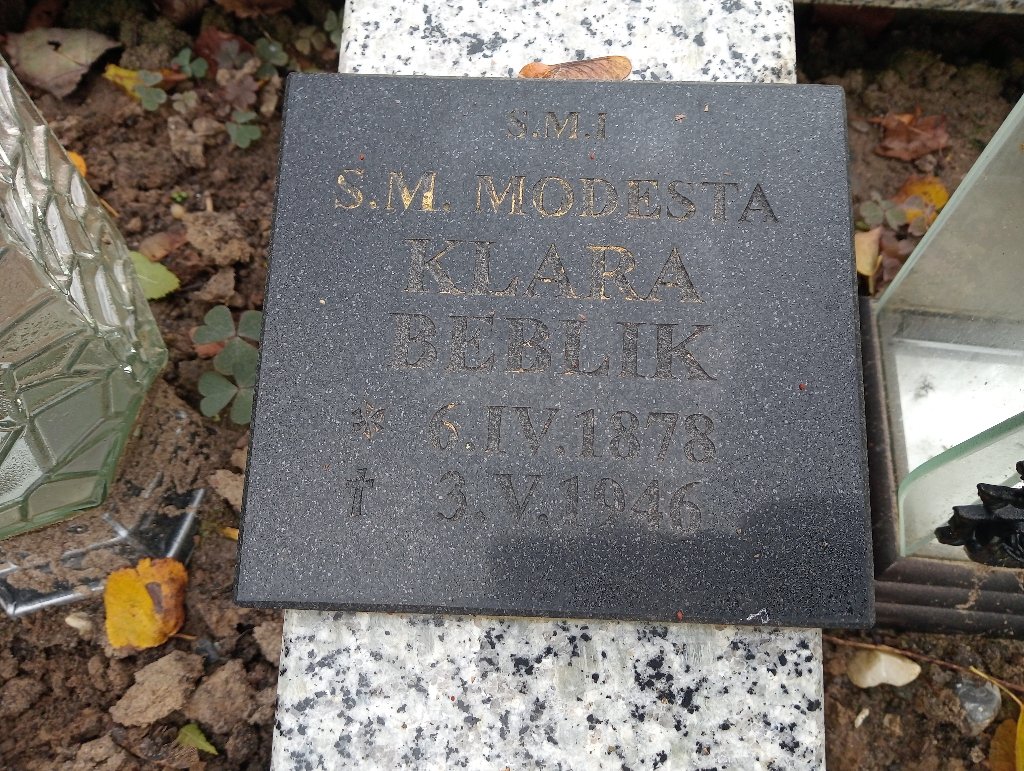 S.M.I
S.M. MODESTA
KLARA
BEBLIK
* 6.IV.1878
† 3.V.1946